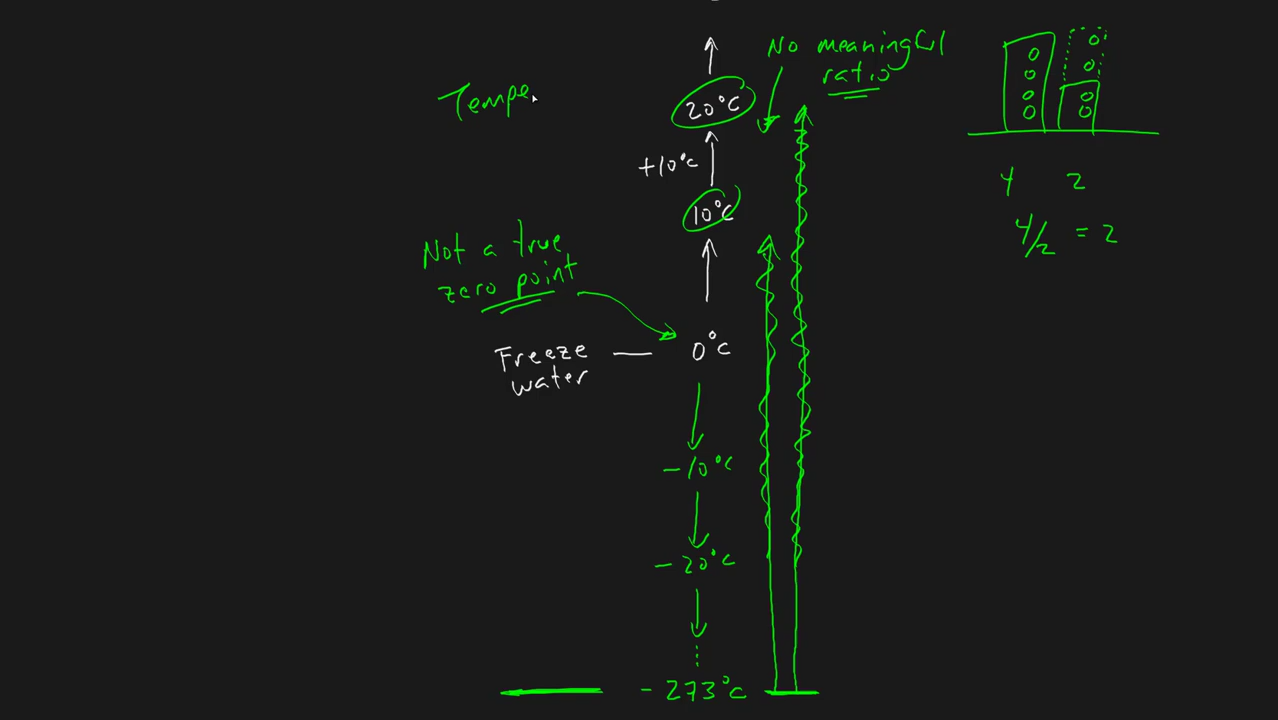 No meaningful
ratio
Tempe
20°C
+10°C
10°C
4 2
4/2 = 2
Not a true
zero point
0°C
Freeze
water
-10°C
-20°C
-273°C